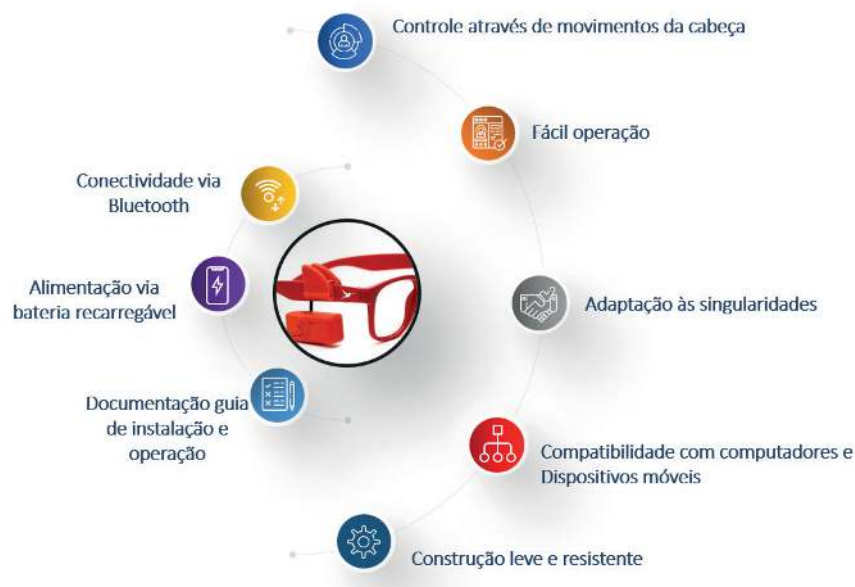 Controle através de movimentos da cabeça
Fácil operação
Conectividade via
Bluetooth
Alimentação via
bateria recarregável
Adaptação às singularidades
Documentação guia
de instalação e
operação
Compatibilidade com computadores e
Dispositivos móveis
Construção leve e resistente